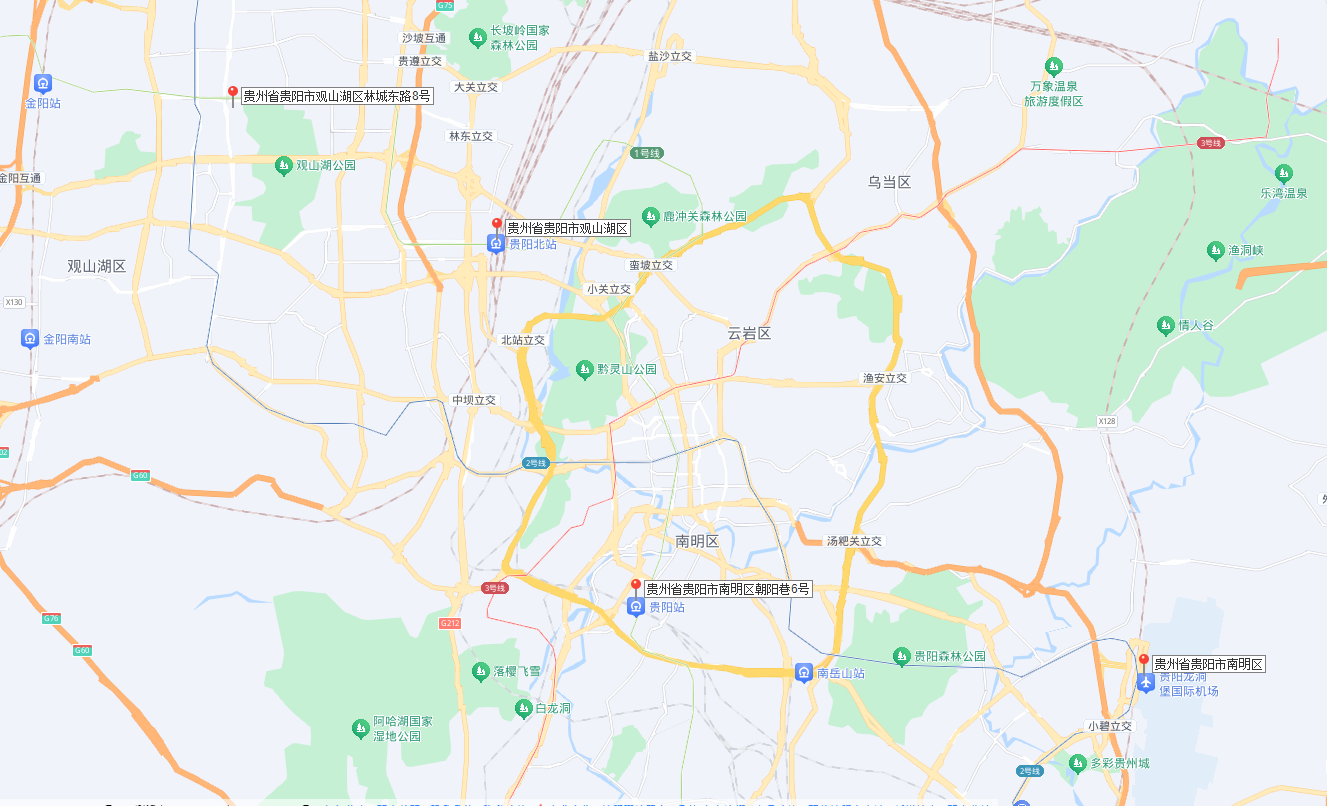 G75
长坡岭国家
森林公园
沙坡互通
贵遵立交
盐沙立交
大关立交
万象温泉
旅游度假区
金阳站
贵州省贵阳市观山湖区林城东路8号
林东立交
3号线
1号线
观山湖公园
金阳互通
乌当区
乐湾温泉
鹿冲关森林公园
贵州省贵阳市观山湖区
贵阳北站
渔洞峡
观山湖区
蛮坡立交
小关立交
X130
情人谷
云岩区
金阳南站
北站立交
黔灵山公园
渔安立交
中坝立交
X128
02
2号线
G60
南明区
汤粑关立交
3号线
贵州省贵阳市南明区朝阳巷6号
贵阳站
G76
G212
G60
贵阳森林公园
贵州省贵阳市南明区
落樱飞雪
南岳山站
贵阳龙洞
堡国际机场
白龙洞
阿哈湖国家
湿地公园
小碧立交
多彩贵州城
2号线